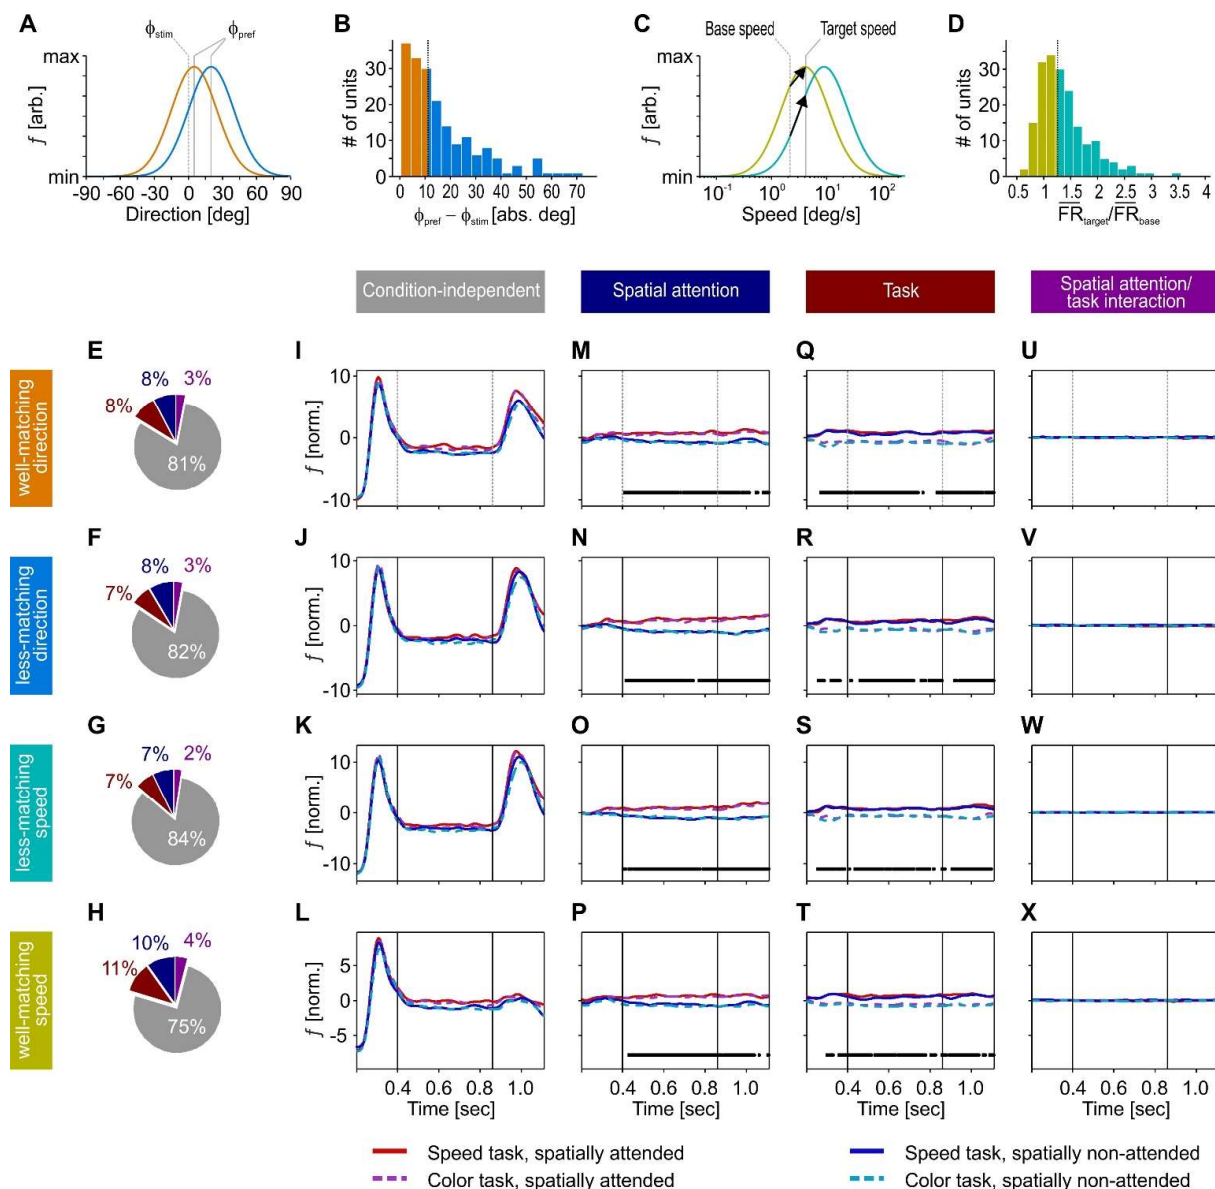 A
B
C
D
ϕstim
ϕpref
Base speed
Target speed
max
min
f [arb.]
-90 -60 -30 0 30 60 90
Direction [deg]
# of units
30
20
10
0
0 10 20 30 40 50 60 70
ϕpref – ϕstim [abs. deg]
max
min
f [arb.]
10⁻¹ 10⁰ 10¹ 10²
Speed [deg/s]
# of units
30
20
10
0
0.5 1 1.5 2 2.5 3 3.5 4
FRtarget/FRbase
Condition-independent
Spatial attention
Task
Spatial attention/
task interaction
well-matching
direction
E
8% 3%
8%
81%
I
f [norm.]
10
0
-10
M
Q
U
less-matching
direction
F
8% 3%
7%
82%
J
f [norm.]
10
0
-10
N
R
V
less-matching
speed
G
7% 2%
7%
84%
K
f [norm.]
10
0
-10
O
S
W
well-matching
speed
H
10% 4%
11%
75%
L
f [norm.]
5
0
-5
P
T
X
0.4 0.6 0.8 1.0
Time [sec]
0.4 0.6 0.8 1.0
Time [sec]
0.4 0.6 0.8 1.0
Time [sec]
0.4 0.6 0.8 1.0
Time [sec]
Speed task, spatially attended
Color task, spatially attended
Speed task, spatially non-attended
Color task, spatially non-attended